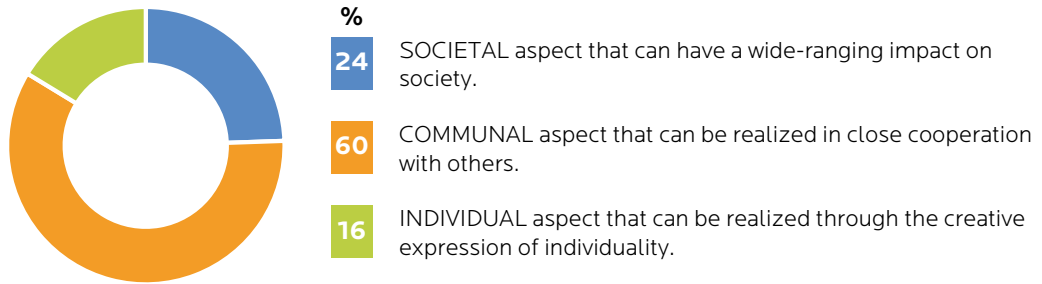 %
24
SOCIETAL aspect that can have a wide-ranging impact on
society.
60
COMMUNAL aspect that can be realized in close cooperation
with others.
16
INDIVIDUAL aspect that can be realized through the creative
expression of individuality.